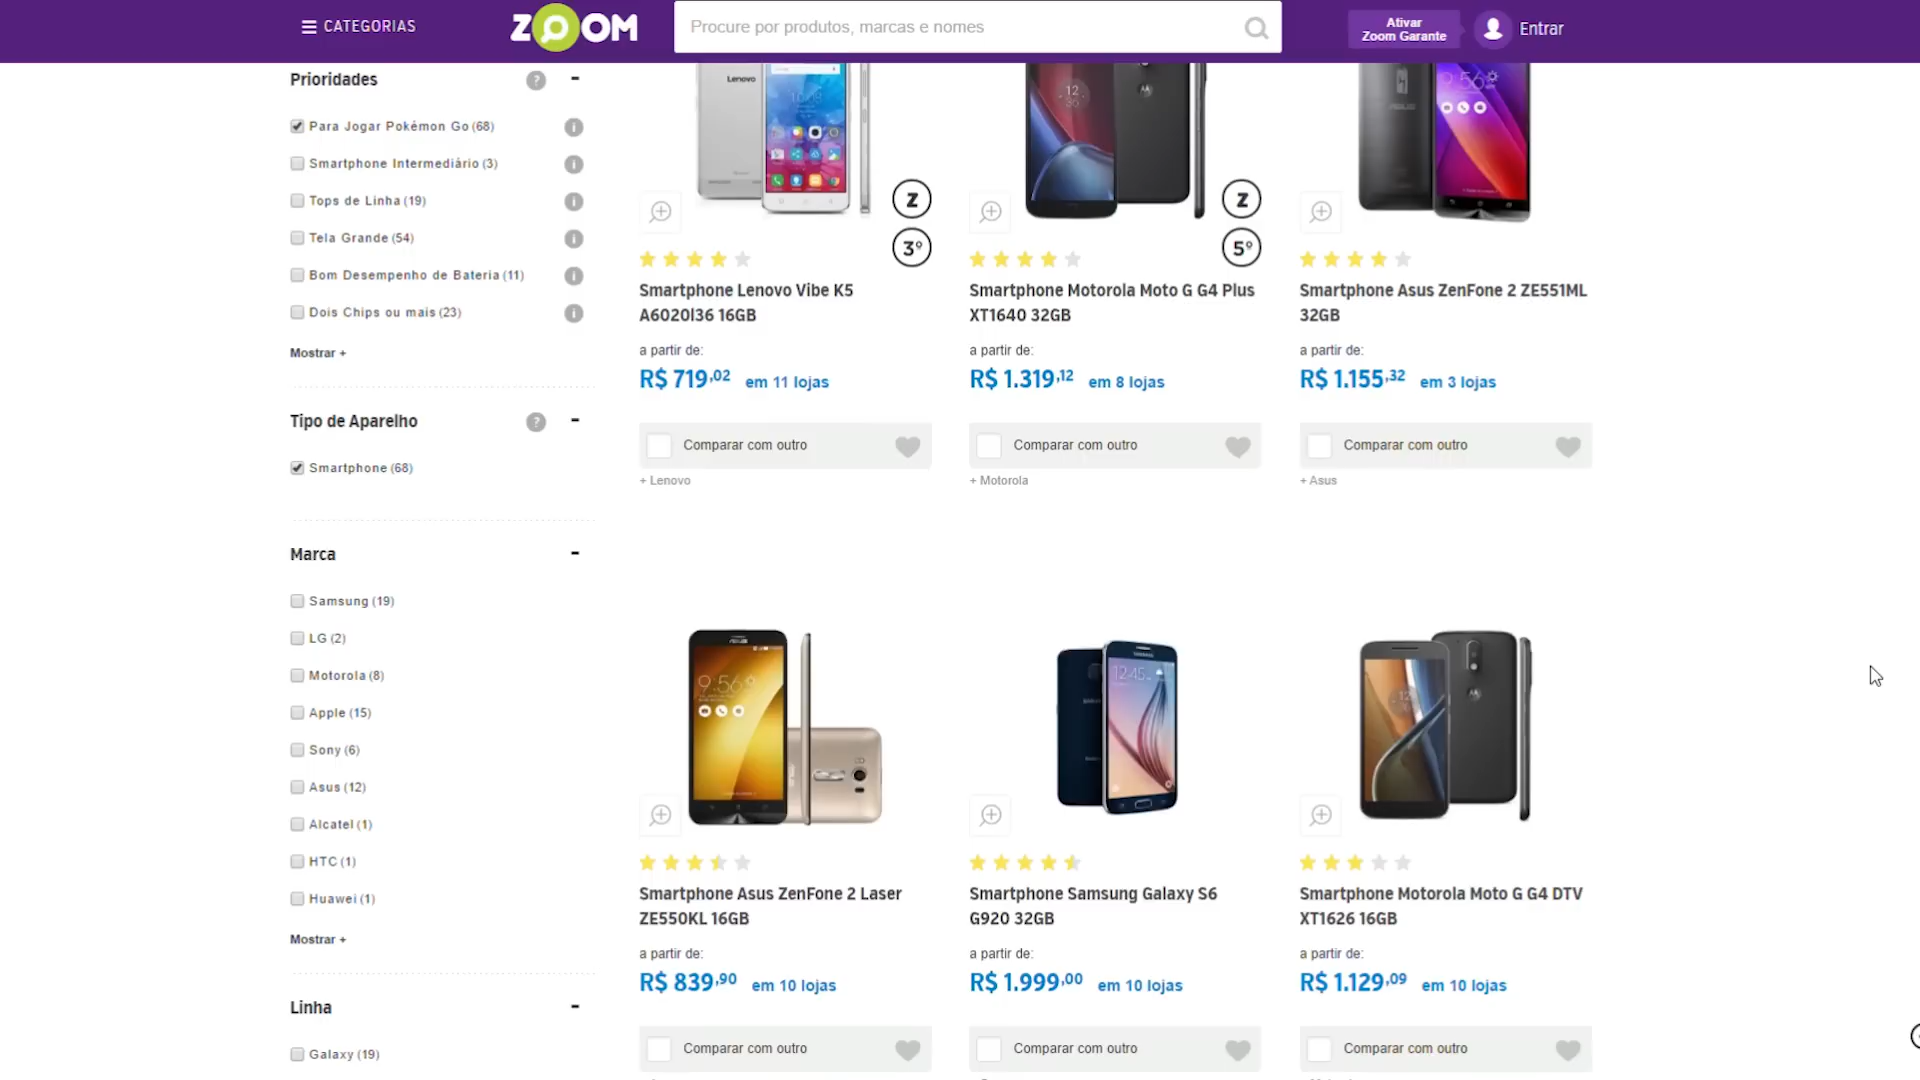 CATEGORIAS
ZOOM
Procure por produtos, marcas e nomes
Ativar
Zoom Garante
Entrar
Prioridades
?
-
Para Jogar Pokémon Go (68)
Smartphone Intermediário (3)
Tops de Linha (19)
Tela Grande (54)
Bom Desempenho de Bateria (11)
Dois Chips ou mais (23)
Mostrar +
Tipo de Aparelho
?
-
Smartphone (68)
Marca
-
Samsung (19)
LG (2)
Motorola (8)
Apple (15)
Sony (6)
Asus (12)
Alcatel (1)
HTC (1)
Huawei (1)
Mostrar +
Linha
-
Galaxy (19)
Lenovo
Z
3º
Smartphone Lenovo Vibe K5
A6020l36 16GB
a partir de:
R$ 719,02 em 11 lojas
Comparar com outro
+ Lenovo
12
Z
5º
Smartphone Motorola Moto G G4 Plus
XT1640 32GB
a partir de:
R$ 1.319,12 em 8 lojas
Comparar com outro
+ Motorola
9:56
Smartphone Asus ZenFone 2 ZE551ML
32GB
a partir de:
R$ 1.155,32 em 3 lojas
Comparar com outro
+ Asus
9:56
Smartphone Asus ZenFone 2 Laser
ZE550KL 16GB
a partir de:
R$ 839,90 em 10 lojas
Comparar com outro
SAMSUNG
12:45
Smartphone Samsung Galaxy S6
G920 32GB
a partir de:
R$ 1.999,00 em 10 lojas
Comparar com outro
Smartphone Motorola Moto G G4 DTV
XT1626 16GB
a partir de:
R$ 1.129,09 em 10 lojas
Comparar com outro